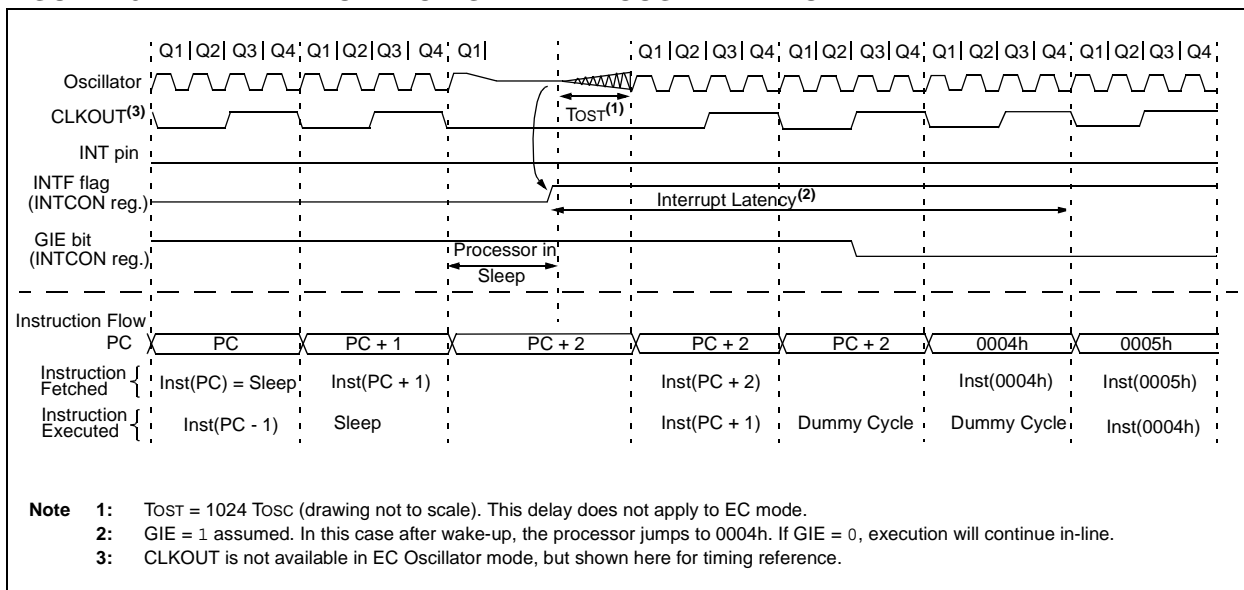 Q1 Q2 Q3 Q4 Q1 Q2 Q3 Q4 Q1 Q1 Q2 Q3 Q4 Q1 Q2 Q3 Q4 Q1 Q2 Q3 Q4 Q1 Q2 Q3 Q4
Oscillator
TOST(1)
CLKOUT(3)
INT pin
INTF flag
(INTCON reg.)
Interrupt Latency(2)
GIE bit
(INTCON reg.)
Processor in
Sleep
Instruction Flow
PC PC PC + 1 PC + 2 PC + 2 PC + 2 0004h 0005h
Instruction
Fetched
Inst(PC) = Sleep Inst(PC + 1) Inst(PC + 2) Inst(0004h) Inst(0005h)
Instruction
Executed
Inst(PC - 1) Sleep Inst(PC + 1) Dummy Cycle Dummy Cycle Inst(0004h)
Note 1: TOST = 1024 TOSC (drawing not to scale). This delay does not apply to EC mode.
2: GIE = 1 assumed. In this case after wake-up, the processor jumps to 0004h. If GIE = 0, execution will continue in-line.
3: CLKOUT is not available in EC Oscillator mode, but shown here for timing reference.